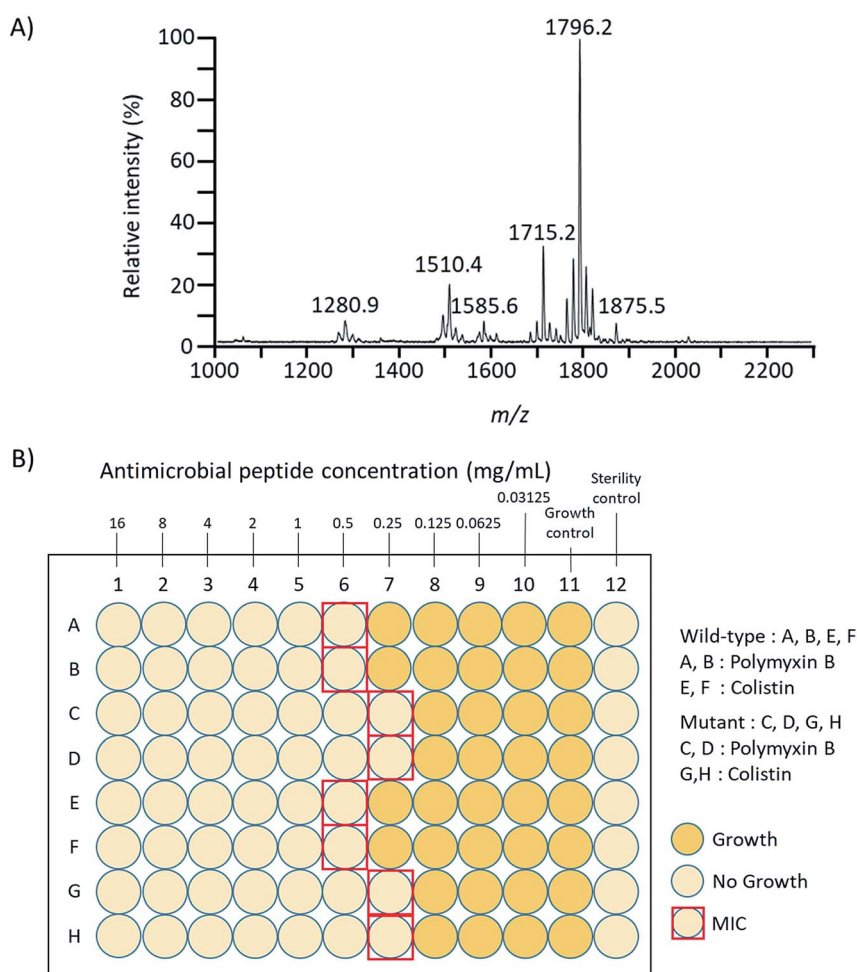 A)
Relative intensity (%)
100
80
60
40
20
0
1796.2
1715.2
1510.4
1585.6
1280.9
1875.5
1000 1200 1400 1600 1800 2000 2200
m/z
B)
Antimicrobial peptide concentration (mg/mL)
Sterility
control
0.03125
Growth
control
16 8 4 2 1 0.5 0.25 0.125 0.0625
1 2 3 4 5 6 7 8 9 10 11 12
A
B
C
D
E
F
G
H
Wild-type : A, B, E, F
A, B : Polymyxin B
E, F : Colistin
Mutant : C, D, G, H
C, D : Polymyxin B
G,H : Colistin
Growth
No Growth
MIC